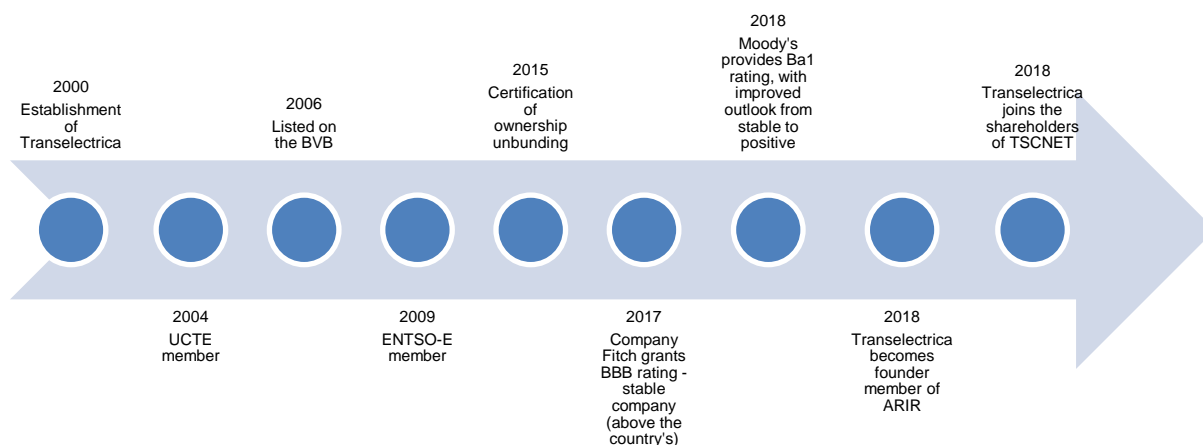 2000
Establishment
of
Transelectrica
2004
UCTE
member
2006
Listed on
the BVB
2009
ENTSO-E
member
2015
Certification
of
ownership
unbunding
2017
Company
Fitch grants
BBB rating -
stable
company
(above the
country's)
2018
Moody's
provides Ba1
rating, with
improved
outlook from
stable to
positive
2018
Transelectrica
becomes
founder
member of
ARIR
2018
Transelectrica
joins the
shareholders
of TSCNET